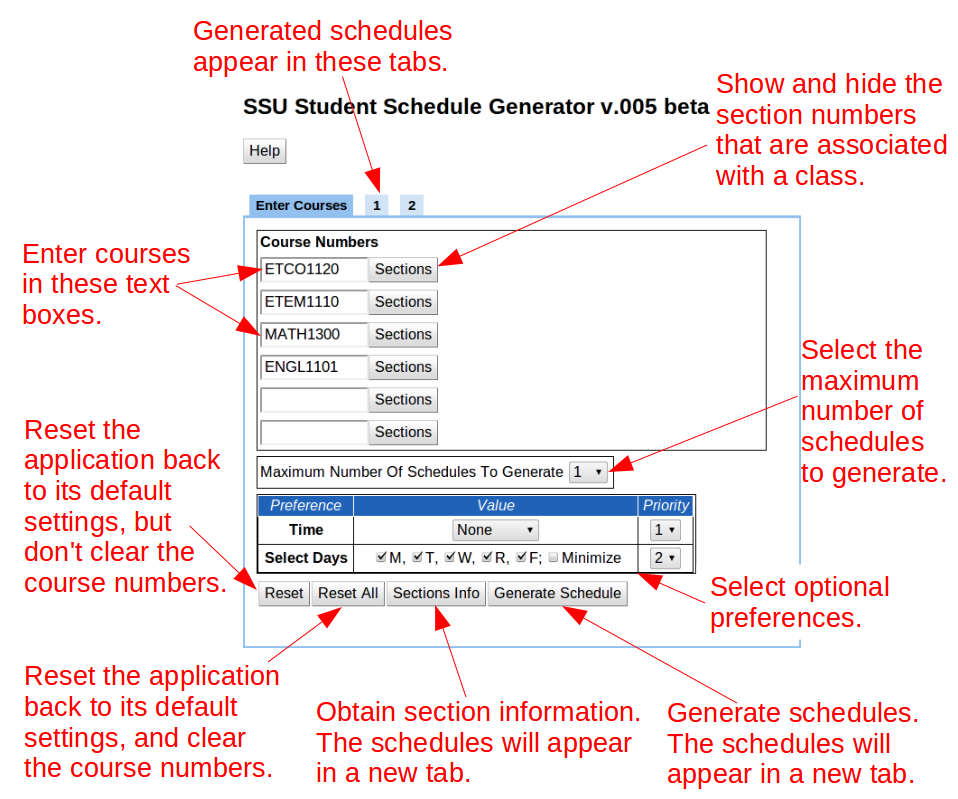 Generated schedules
appear in these tabs.
Show and hide the
section numbers
that are associated
with a class.
SSU Student Schedule Generator v.005 beta
Help
Enter Courses 1 2
Course Numbers
Enter courses
in these text
boxes.
ETCO1120 Sections
ETEM1110 Sections
MATH1300 Sections
ENGL1101 Sections
Sections
Sections
Select the
maximum
number of
schedules
to generate.
Reset the
application back
to its default
settings, but
don't clear the
course numbers.
Maximum Number Of Schedules To Generate 1
Preference Value Priority
Time None 1
Select Days M, T, W, R, F; Minimize 2
Reset Reset All Sections Info Generate Schedule
Select optional
preferences.
Reset the application
back to its default
settings, and clear
the course numbers.
Obtain section information.
The schedules will appear
in a new tab.
Generate schedules.
The schedules will
appear in a new tab.